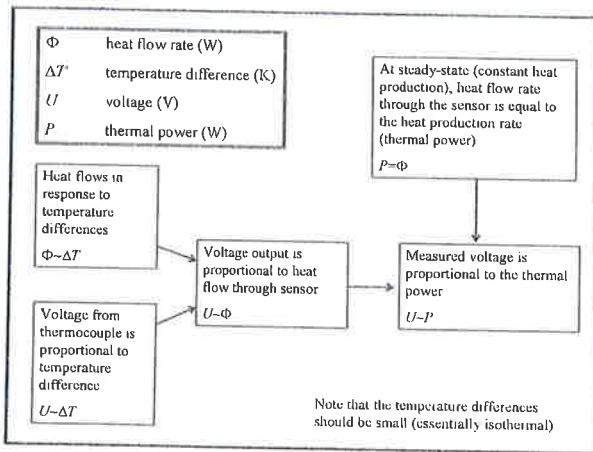 Φ heat flow rate (W)
ΔT heat temperature difference (K)
U voltage (V)
P thermal power (W)
At steady-state (constant heat
production), heat flow rate
through the sensor is equal to
the heat production rate
(thermal power)
P=Φ
Heat flows in
response to
temperature
differences
Φ~ΔT
Voltage output is
proportional to heat
flow through sensor
U~Φ
Measured voltage is
proportional to the thermal
power
U~P
Voltage from
thermocouple is
proportional to
temperature
difference
U~ΔT
Note that the temperature differences
should be small (essentially isothermal)